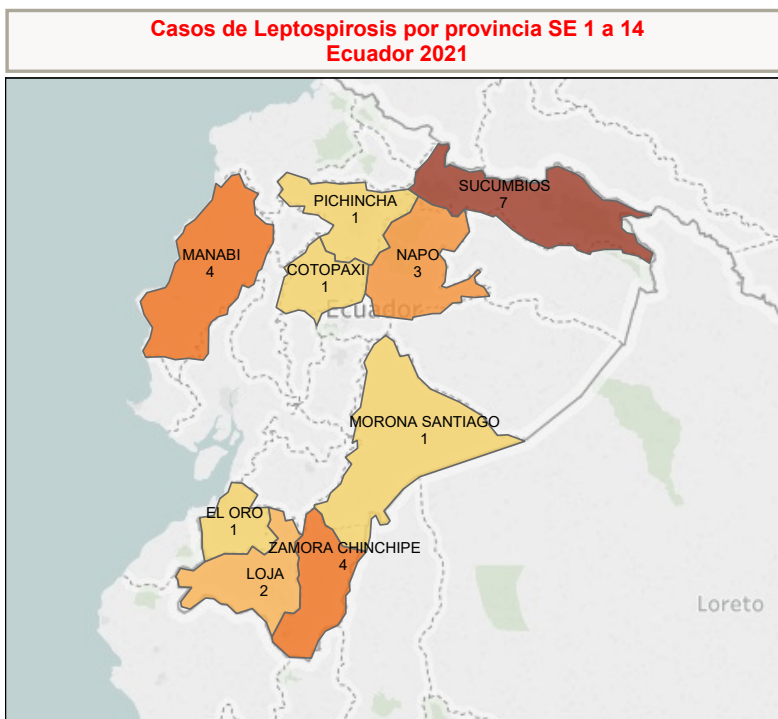 Casos de Leptospirosis por provincia SE 1 a 14
Ecuador 2021
SUCUMBIOS
7
PICHINCHA
1
MANABI
4
NAPO
3
COTOPAXI
1
Ecuador
MORONA SANTIAGO
1
EL ORO
1
ZAMORA CHINCHIPE
4
LOJA
2
Loreto